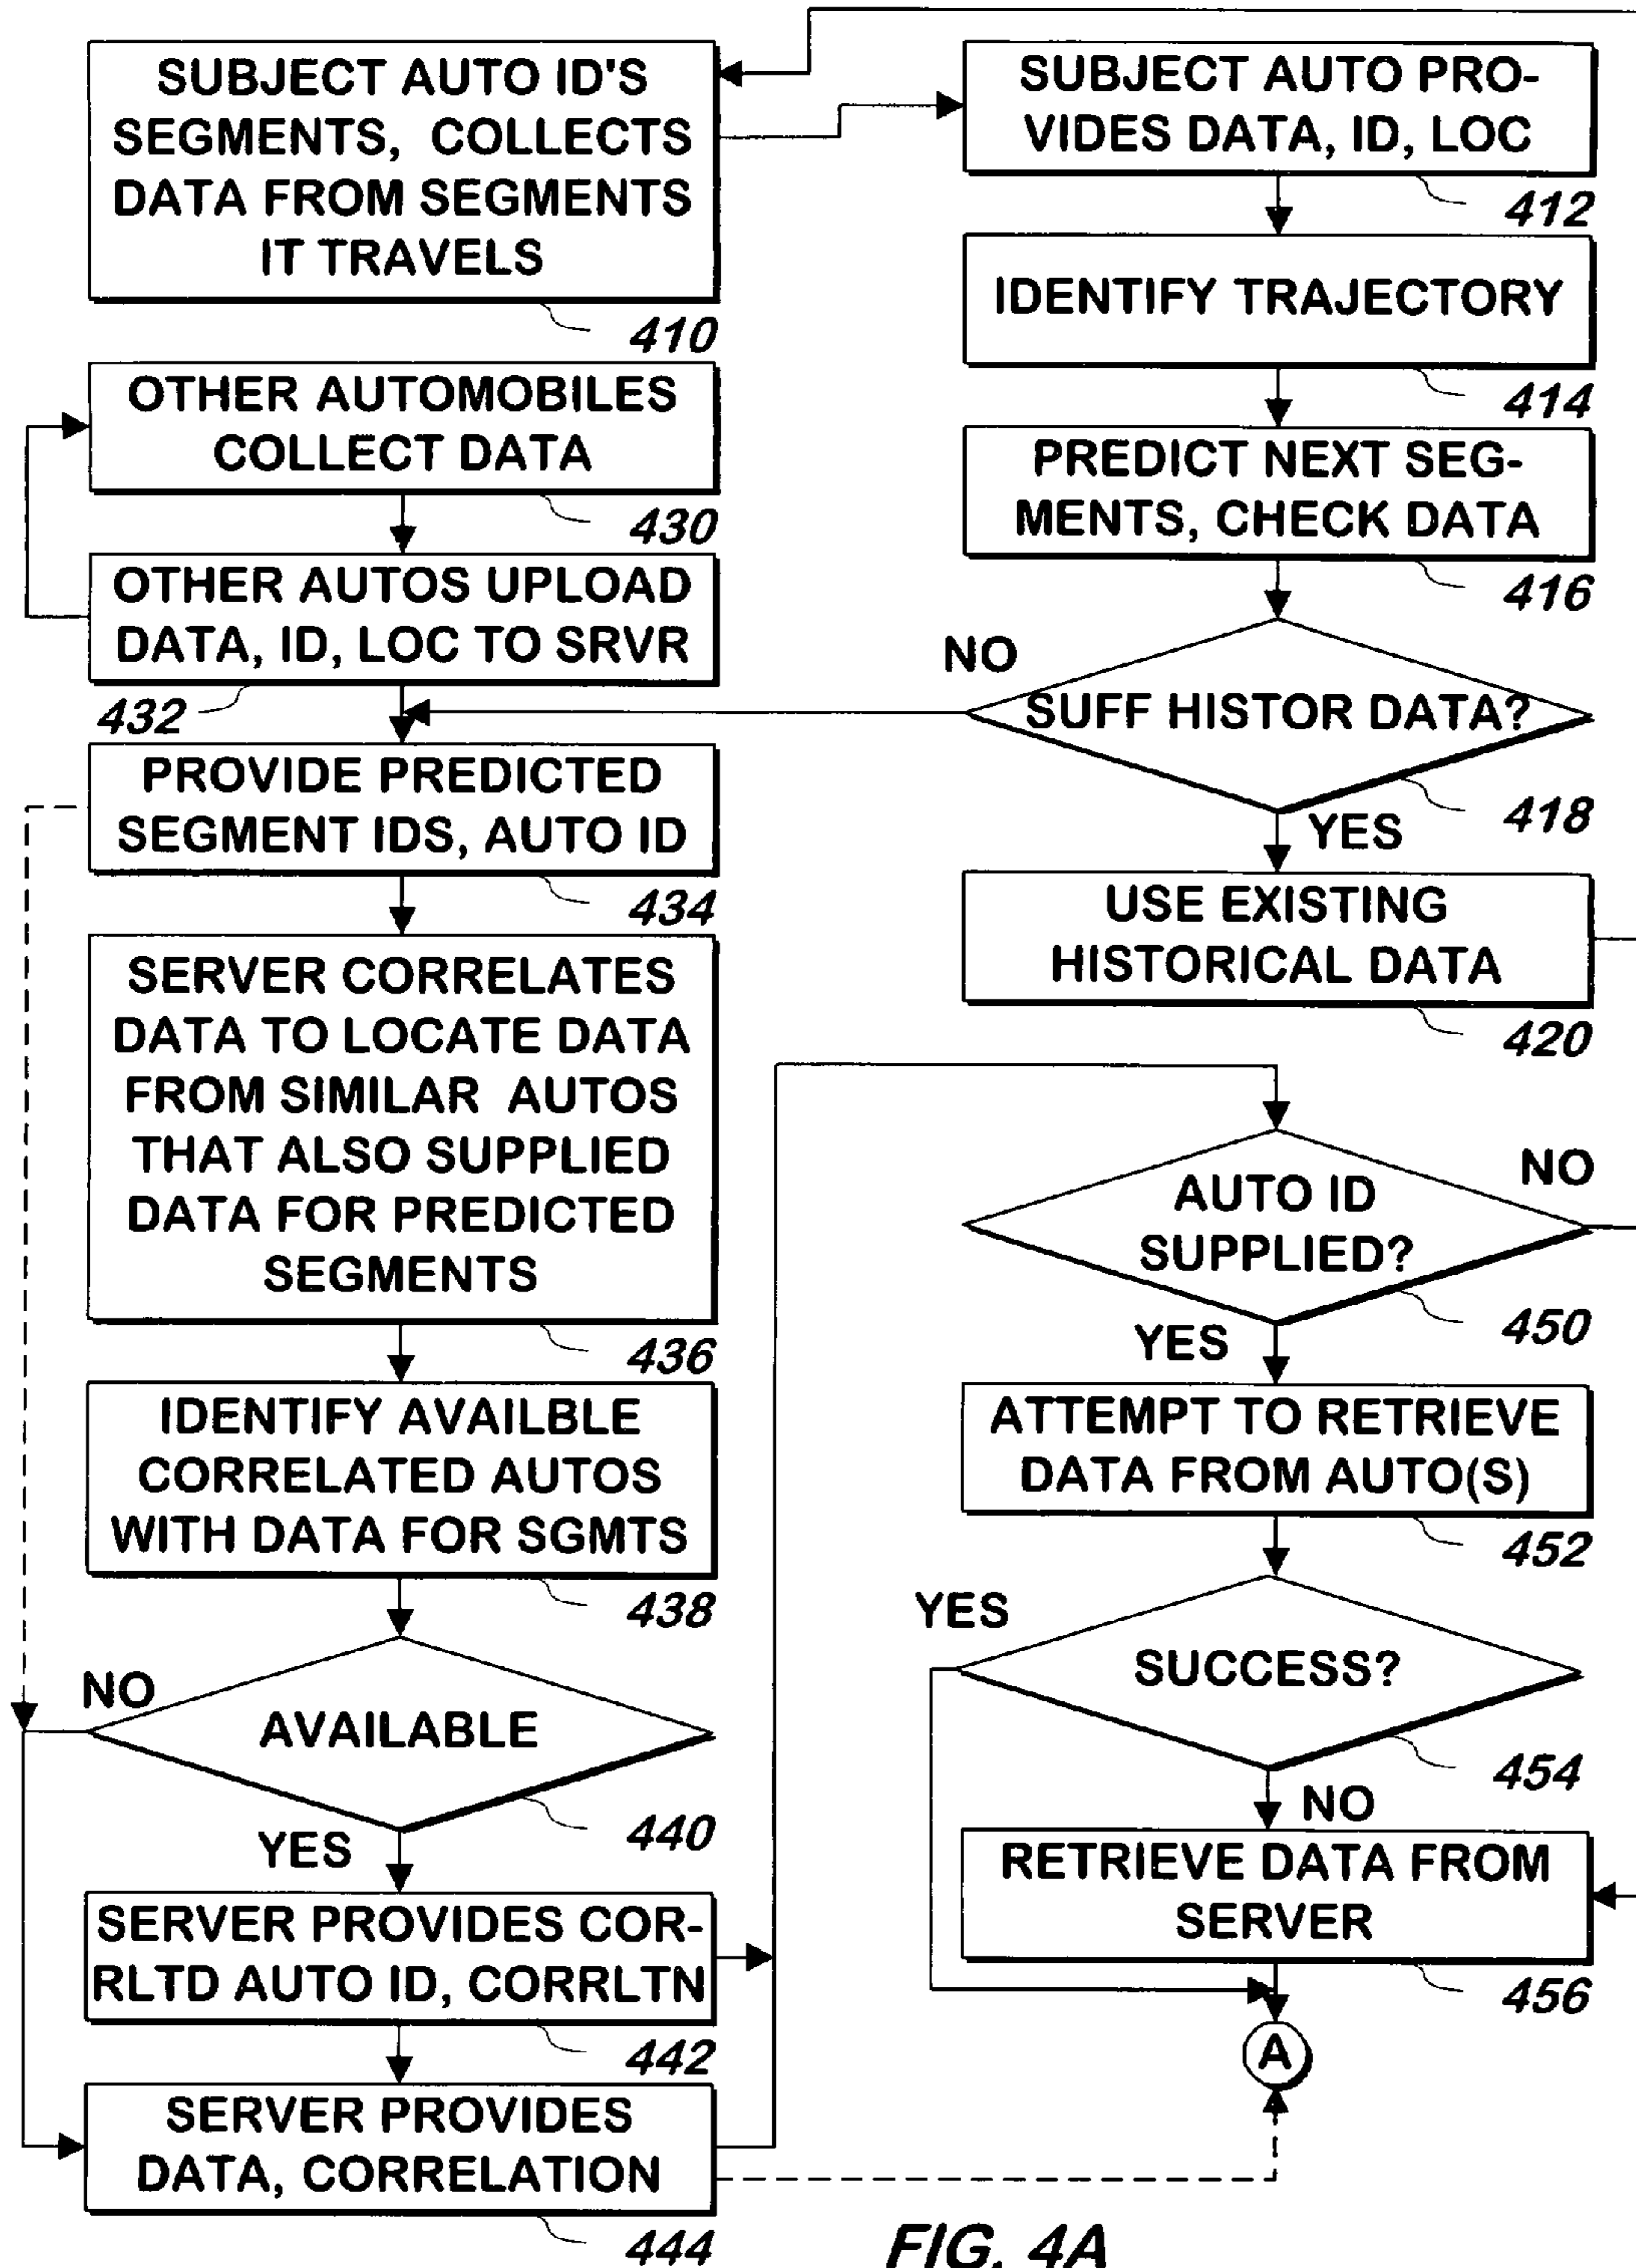 SUBJECT AUTO ID'S
SEGMENTS, COLLECTS
DATA FROM SEGMENTS
IT TRAVELS
410
OTHER AUTOMOBILES
COLLECT DATA
430
OTHER AUTOS UPLOAD
DATA, ID, LOC TO SRVR
432
PROVIDE PREDICTED
SEGMENT IDS, AUTO ID
434
SERVER CORRELATES
DATA TO LOCATE DATA
FROM SIMILAR AUTOS
THAT ALSO SUPPLIED
DATA FOR PREDICTED
SEGMENTS
436
IDENTIFY AVAILBLE
CORRELATED AUTOS
WITH DATA FOR SGMTS
438
NO
AVAILABLE
440
YES
SERVER PROVIDES COR-
RLTD AUTO ID, CORRLTN
442
SERVER PROVIDES
DATA, CORRELATION
444
SUBJECT AUTO PRO-
VIDES DATA, ID, LOC
412
IDENTIFY TRAJECTORY
414
PREDICT NEXT SEG-
MENTS, CHECK DATA
416
NO
SUFF HISTOR DATA?
418
YES
USE EXISTING
HISTORICAL DATA
420
NO
AUTO ID
SUPPLIED?
450
YES
ATTEMPT TO RETRIEVE
DATA FROM AUTO(S)
452
YES
SUCCESS?
454
NO
RETRIEVE DATA FROM
SERVER
456
A
FIG. 4A